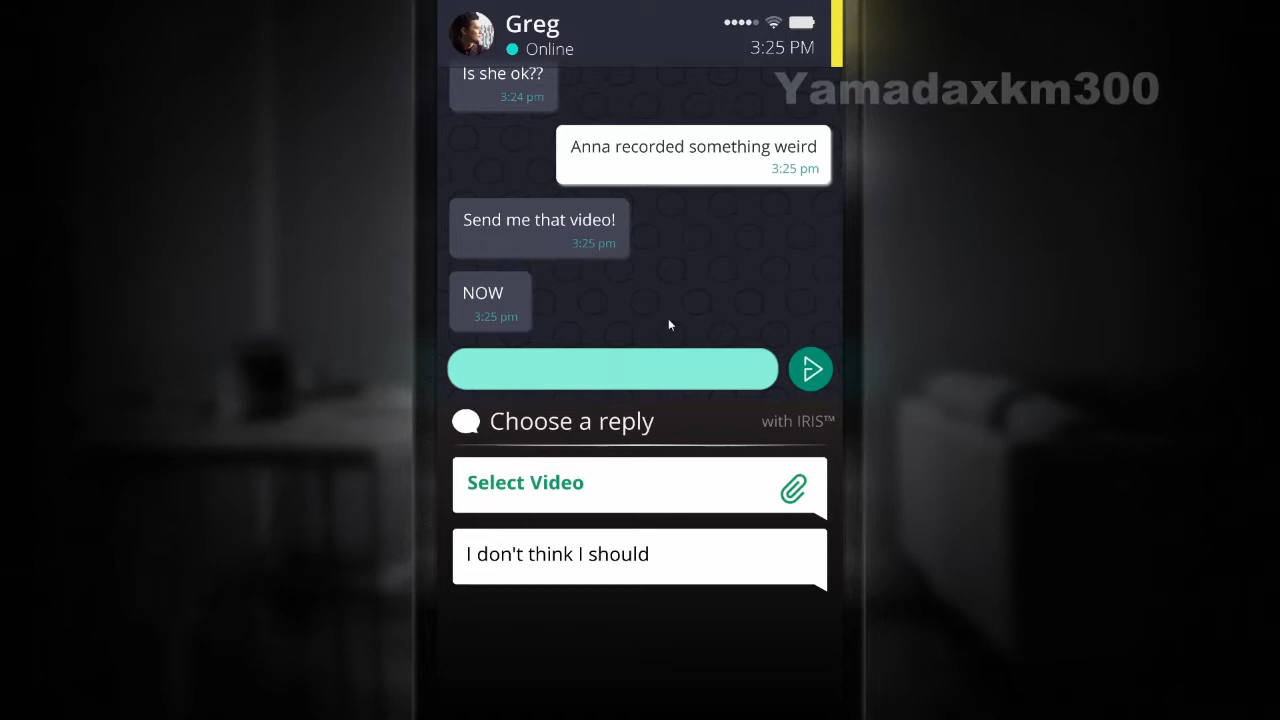 Greg
Online
3:25 PM
Yamadaxkm300
Is she ok??
3:24 pm
Anna recorded something weird
3:25 pm
Send me that video!
3:25 pm
NOW
3:25 pm
Choose a reply
with IRIS™
Select Video
I don't think I should